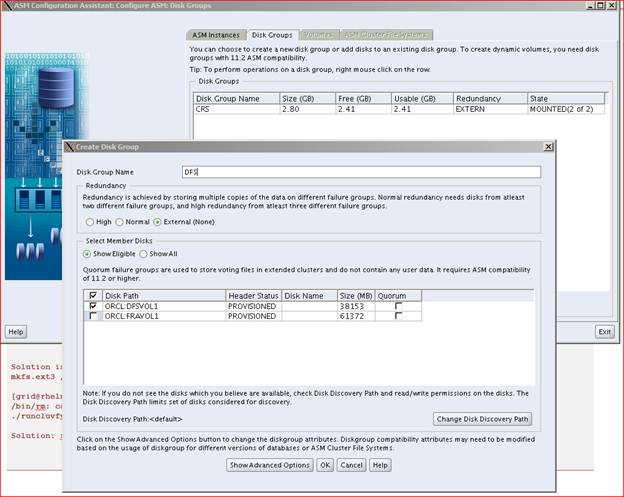 ASM Configuration Assistant: Configure ASM: Disk Groups
ASM Instances Disk Groups Volumes ASM Cluster File Systems
You can choose to create a new disk group or add disks to an existing disk group. To create dynamic volumes, you need disk
groups with 11.2 ASM compatibility.
Tip: To perform operations on a disk group, right mouse click on the row.
Disk Groups
Disk Group Name Size (GB) Free (GB) Usable (GB) Redundancy State
CRS 2.80 2.41 2.41 EXTERN MOUNTED(2 of 2)
Create Disk Group
Disk Group Name DFS
Redundancy
Redundancy is achieved by storing multiple copies of the data on different failure groups. Normal redundancy needs disks from atleast
two different failure groups, and high redundancy from atleast three different failure groups.
High Normal External (None)
Select Member Disks
Show Eligible Show All
Quorum failure groups are used to store voting files in extended clusters and do not contain any user data. It requires ASM compatibility
of 11.2 or higher.
Disk Path Header Status Disk Name Size (MB) Quorum
ORCL:DFSVOL1 PROVISIONED 38153
ORCL:FRAVOL1 PROVISIONED 61372
Note: If you do not see the disks which you believe are available, check Disk Discovery Path and read/write permissions on the disks. The
Disk Discovery Path limits set of disks considered for discovery.
Disk Discovery Path:<default> Change Disk Discovery Path
Click on the Show Advanced Options button to change the diskgroup attributes. Diskgroup compatibility attributes may need to be modified
based on the usage of diskgroup for different versions of databases or ASM Cluster File Systems.
Show Advanced Options OK Cancel Help
Help Exit
Solution is
mkfs.ext3 /
[grid@rhelm
/bin/rm: ca
./runcluvfy
Solution: